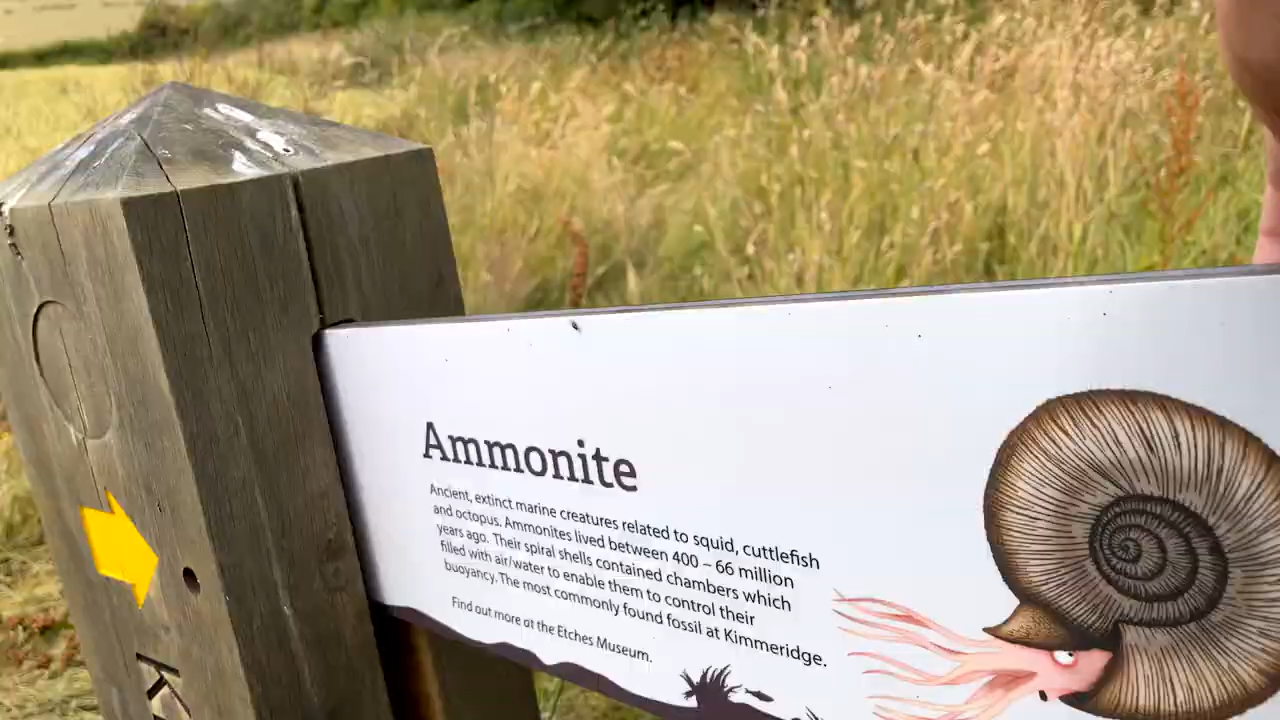 Ammonite
Ancient, extinct marine creatures related to squid, cuttlefish
and octopus. Ammonites lived between 400 – 66 million
years ago. Their spiral shells contained chambers which
filled with air/water to enable them to control their
buoyancy. The most commonly found fossil at Kimmeridge.
Find out more at the Etches Museum.
K